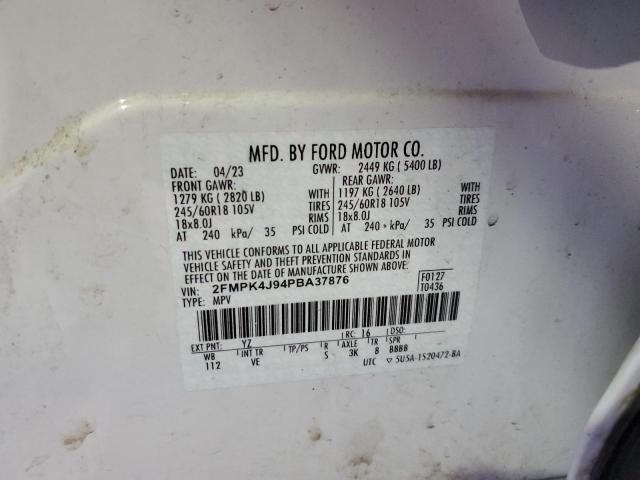 MFD. BY FORD MOTOR CO.
DATE: 04/23 GVWR: 2449 KG ( 5400 LB)
FRONT GAWR: REAR GAWR:
1279 KG ( 2820 LB) WITH 1197 KG ( 2640 LB) WITH
245/60R18 105V TIRES 245/60R18 105V TIRES
18x8.0J RIMS 18x8.0J RIMS
AT 240 kPa/ 35 PSI COLD AT 240 kPa/ 35 PSI COLD
THIS VEHICLE CONFORMS TO ALL APPLICABLE FEDERAL MOTOR
VEHICLE SAFETY AND THEFT PREVENTION STANDARDS IN
EFFECT ON THE DATE OF MANUFACTURE SHOWN ABOVE.
VIN: 2FMPK4J94PBA37876 F0127
TYPE: MPV T0436
EXT PNT: YZ RC: 16 DSO:
WB INT TR TP/PS R AXLE TR SPR
112 VE S 3K 8 BBBB
UTC ▽ 5U5A-1520472-BA